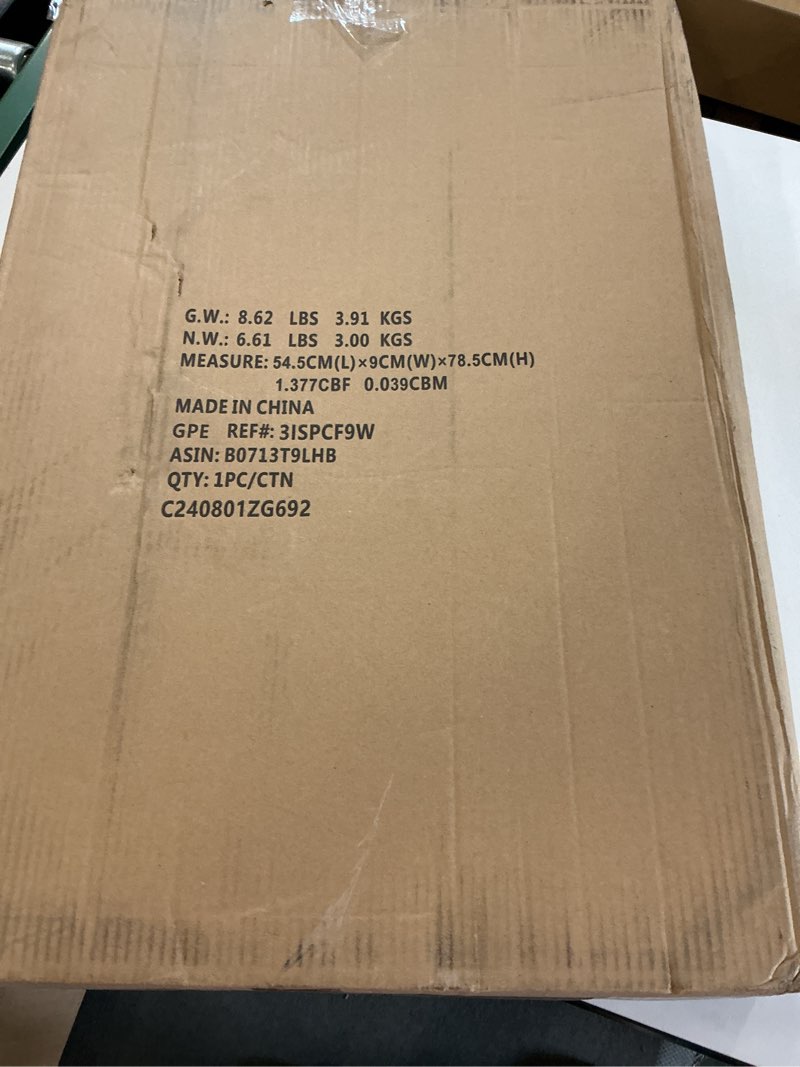 G.W.: 8.62 LBS 3.91 KGS
N.W.: 6.61 LBS 3.00 KGS
MEASURE: 54.5CM(L)×9CM(W)×78.5CM(H)
1.377CBF 0.039CBM
MADE IN CHINA
GPE REF#: 3ISPCF9W
ASIN: B0713T9LHB
QTY: 1PC/CTN
C240801ZG692